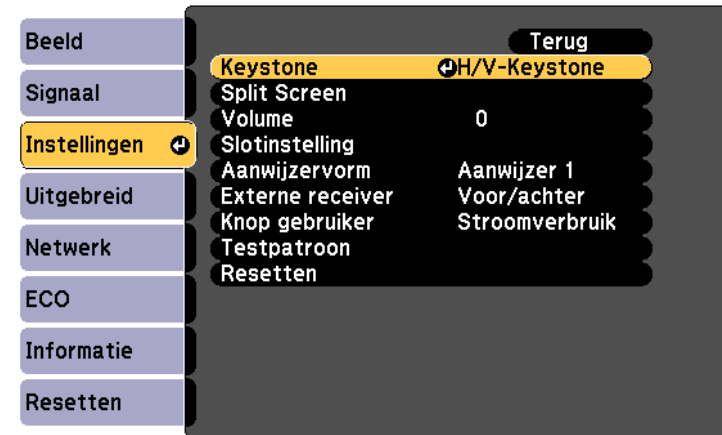 Beeld
Signaal
Instellingen
Uitgebreid
Netwerk
ECO
Informatie
Resetten
Terug
Keystone H/V-Keystone
Split Screen
Volume 0
Slotinstelling
Aanwijzervorm Aanwijzer 1
Externe receiver Voor/achter
Knop gebruiker Stroomverbruik
Testpatroon
Resetten